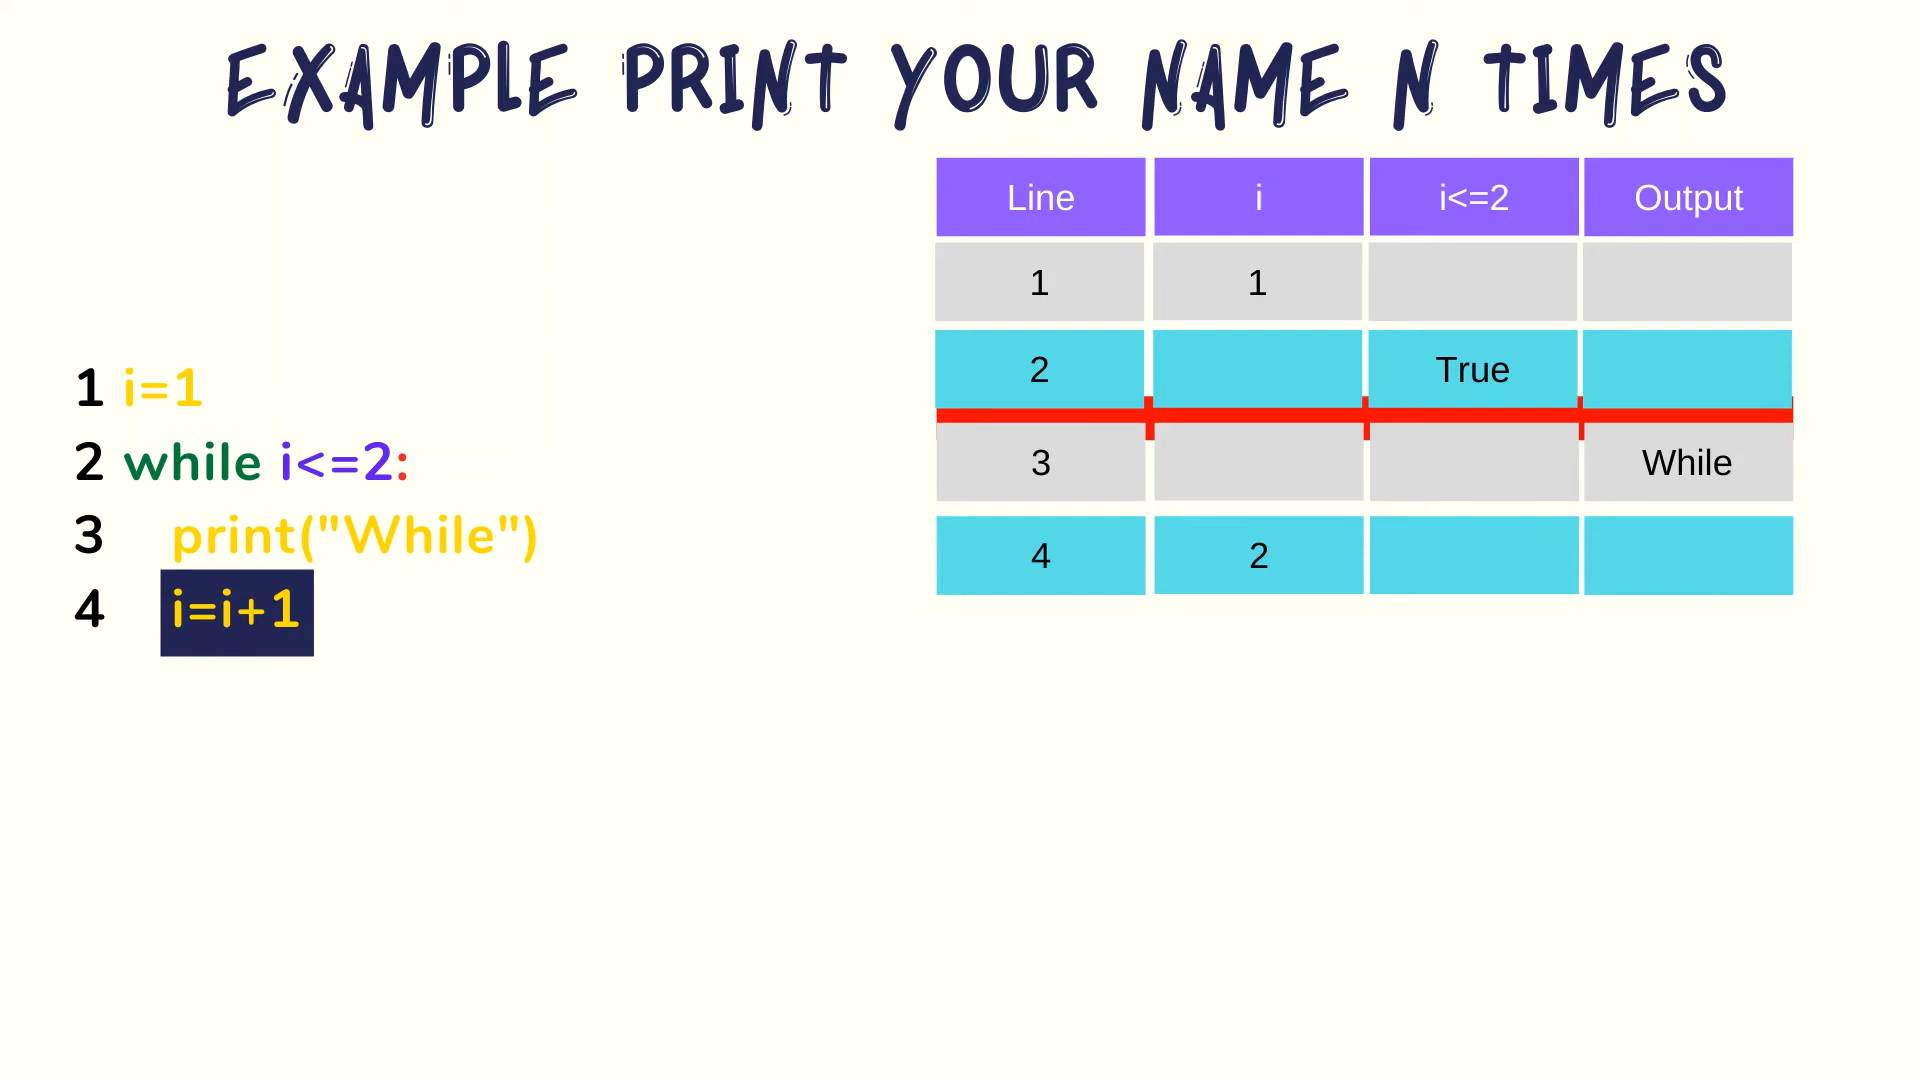 EXAMPLE PRINT YOUR NAME N TIMES
1 i=1
2 while i<=2:
3 print("While")
4 i=i+1
Line i i<=2 Output
1 1
2 True
3 While
4 2